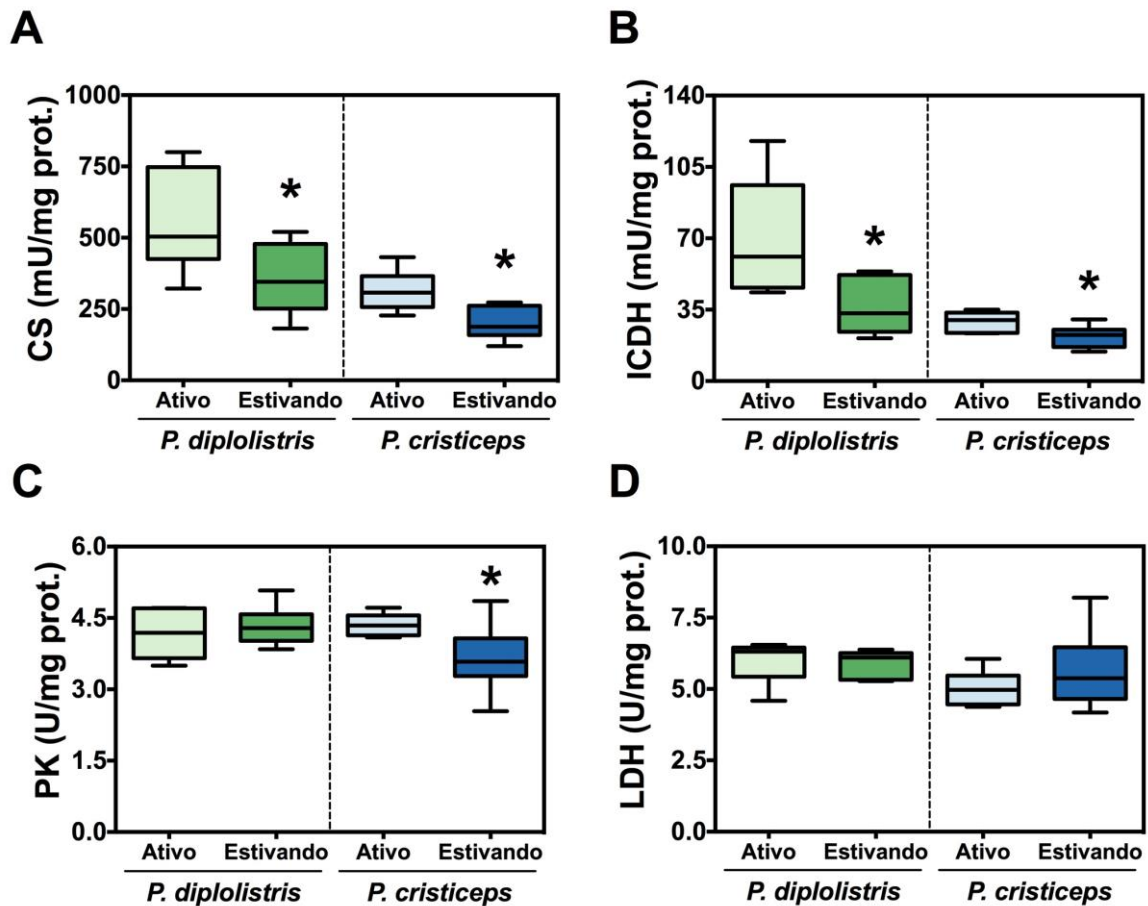 A
CS (mU/mg prot.)
1000
750
500
250
0
*
*
Ativo Estivando Ativo Estivando
P. diplolistris P. cristiceps
B
ICDH (mU/mg prot.)
140
105
70
35
0
*
*
Ativo Estivando Ativo Estivando
P. diplolistris P. cristiceps
C
PK (U/mg prot.)
6.0
4.5
3.0
1.5
0.0
*
Ativo Estivando Ativo Estivando
P. diplolistris P. cristiceps
D
LDH (U/mg prot.)
10.0
7.5
5.0
2.5
0.0
Ativo Estivando Ativo Estivando
P. diplolistris P. cristiceps